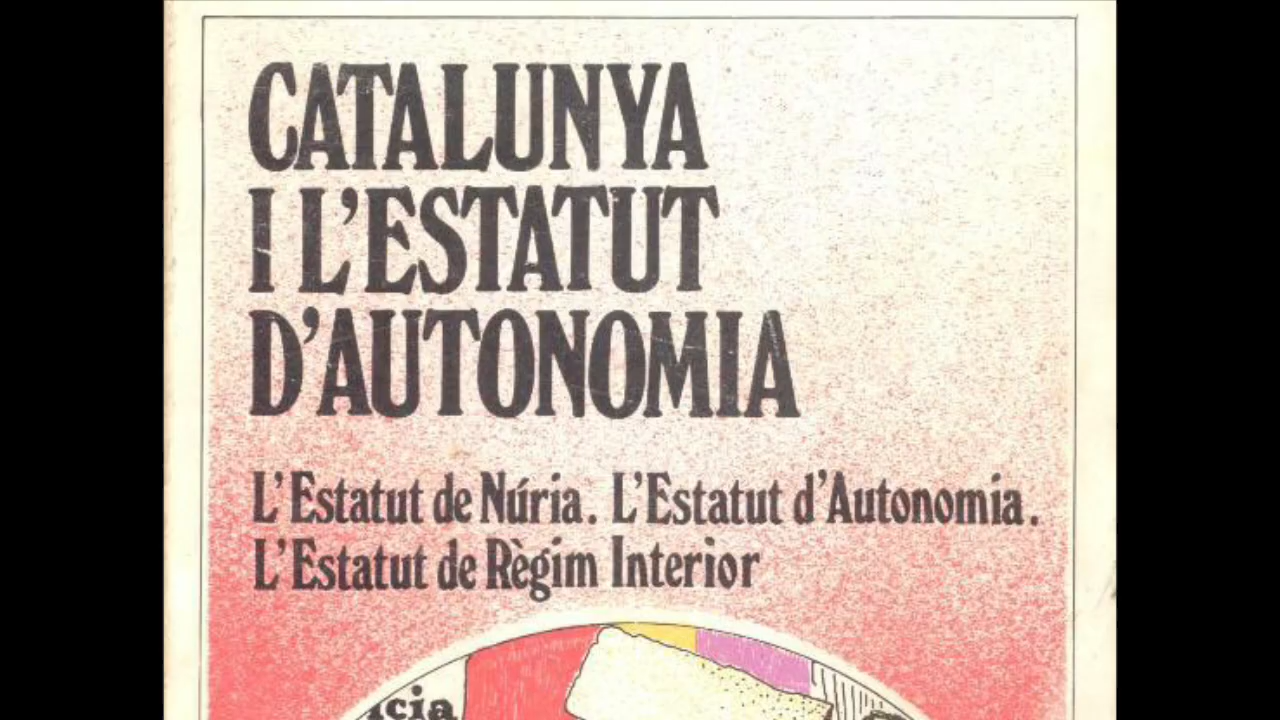 CATALUNYA
I L'ESTATUT
D'AUTONOMIA
L'Estatut de Núria. L'Estatut d'Autonomia.
L'Estatut de Règim Interior